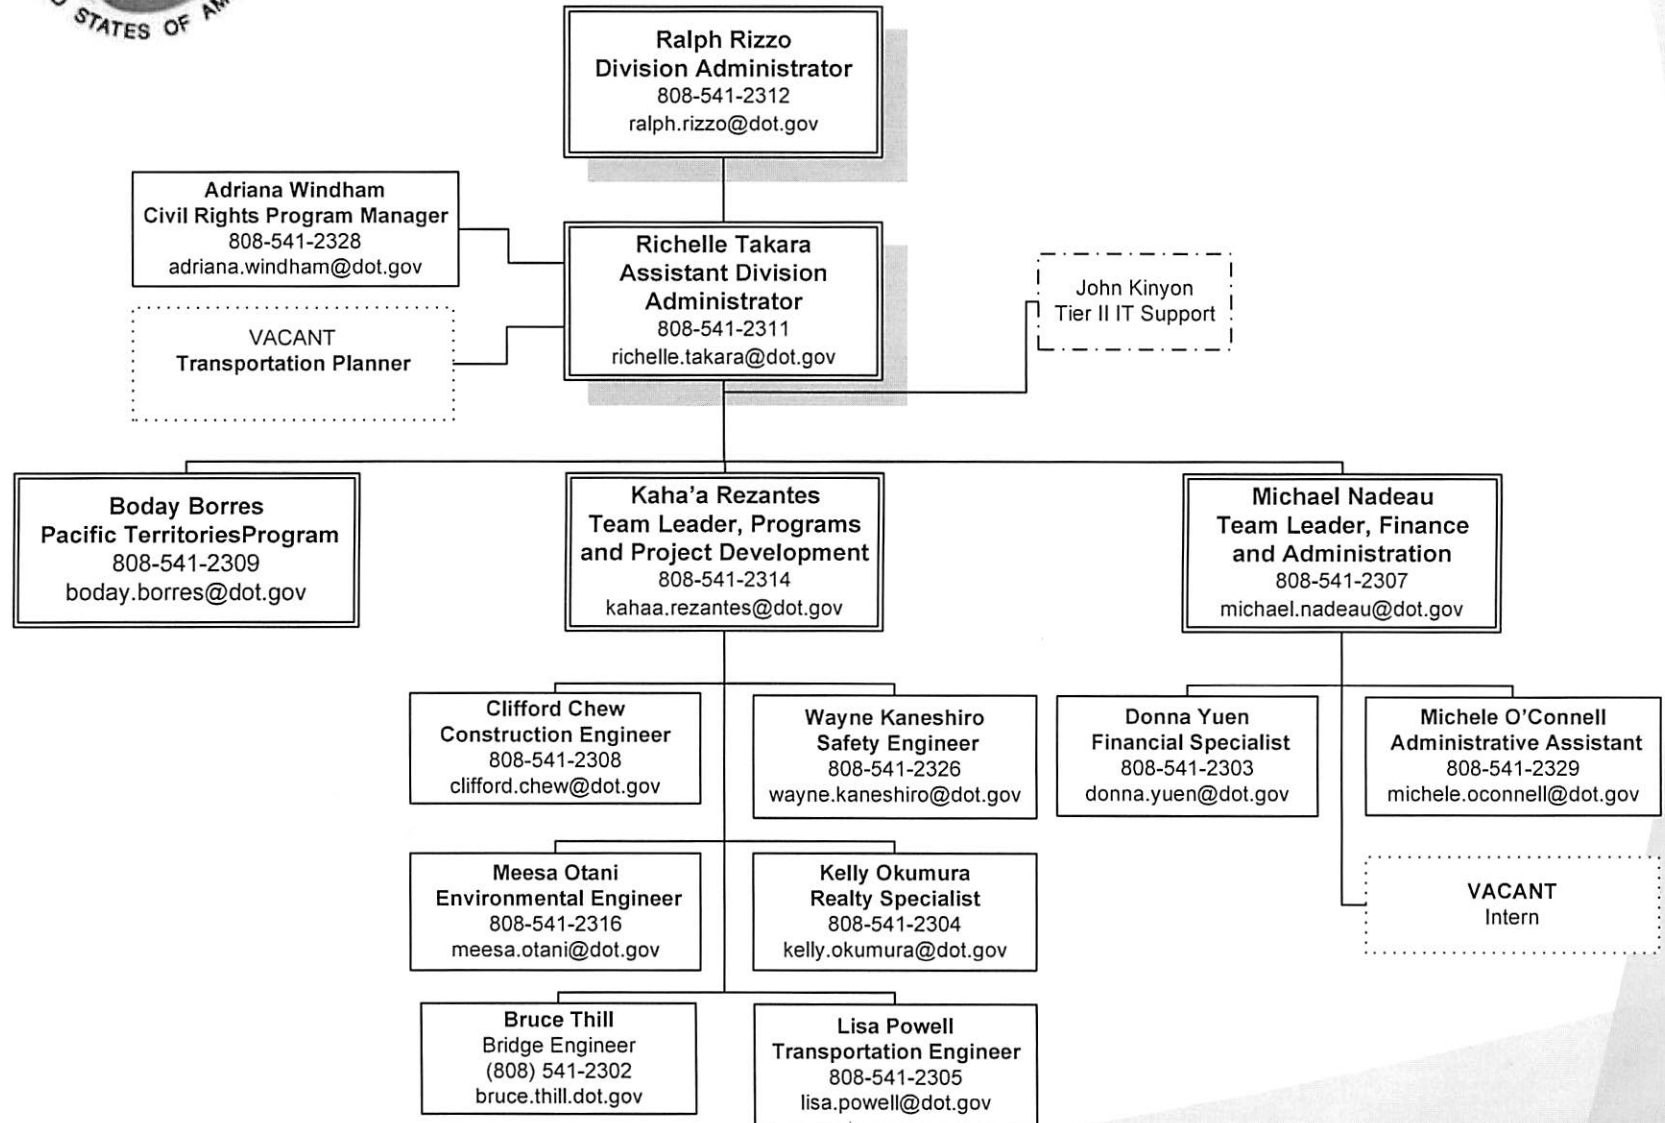 STATES OF
Ralph Rizzo
Division Administrator
808-541-2312
ralph.rizzo@dot.gov
Adriana Windham
Civil Rights Program Manager
808-541-2328
adriana.windham@dot.gov
Richelle Takara
Assistant Division
Administrator
808-541-2311
richelle.takara@dot.gov
John Kinyon
Tier II IT Support
VACANT
Transportation Planner
Boday Borres
Pacific TerritoriesProgram
808-541-2309
boday.borres@dot.gov
Kaha'a Rezantes
Team Leader, Programs
and Project Development
808-541-2314
kahaa.rezantes@dot.gov
Michael Nadeau
Team Leader, Finance
and Administration
808-541-2307
michael.nadeau@dot.gov
Clifford Chew
Construction Engineer
808-541-2308
clifford.chew@dot.gov
Wayne Kaneshiro
Safety Engineer
808-541-2326
wayne.kaneshiro@dot.gov
Donna Yuen
Financial Specialist
808-541-2303
donna.yuen@dot.gov
Michele O'Connell
Administrative Assistant
808-541-2329
michele.oconnell@dot.gov
Meesa Otani
Environmental Engineer
808-541-2316
meesa.otani@dot.gov
Kelly Okumura
Realty Specialist
808-541-2304
kelly.okumura@dot.gov
VACANT
Intern
Bruce Thill
Bridge Engineer
(808) 541-2302
bruce.thill.dot.gov
Lisa Powell
Transportation Engineer
808-541-2305
lisa.powell@dot.gov